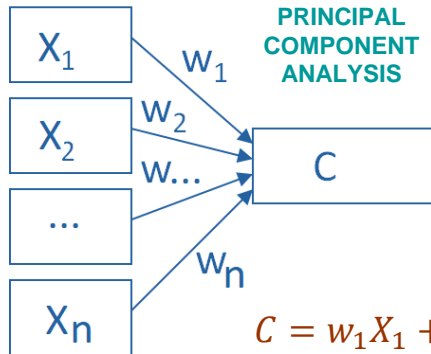 PRINCIPAL
COMPONENT
ANALYSIS
X₁
w₁
X₂
w₂
C
...
w...
Xn
wn
C = w₁X₁ +